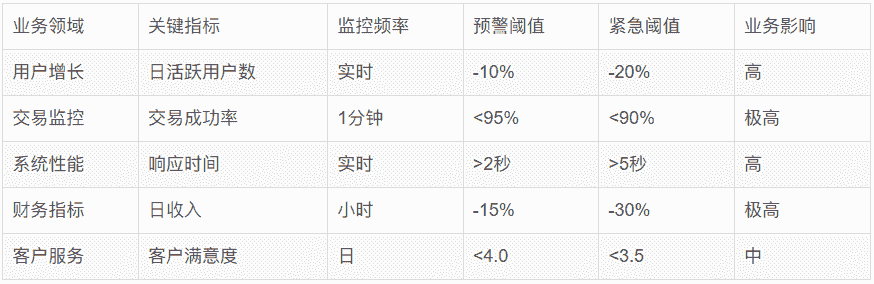 业务领域 关键指标 监控频率 预警阈值 紧急阈值 业务影响
用户增长 日活跃用户数 实时 -10% -20% 高
交易监控 交易成功率 1分钟 <95% <90% 极高
系统性能 响应时间 实时 >2秒 >5秒 高
财务指标 日收入 小时 -15% -30% 极高
客户服务 客户满意度 日 <4.0 <3.5 中